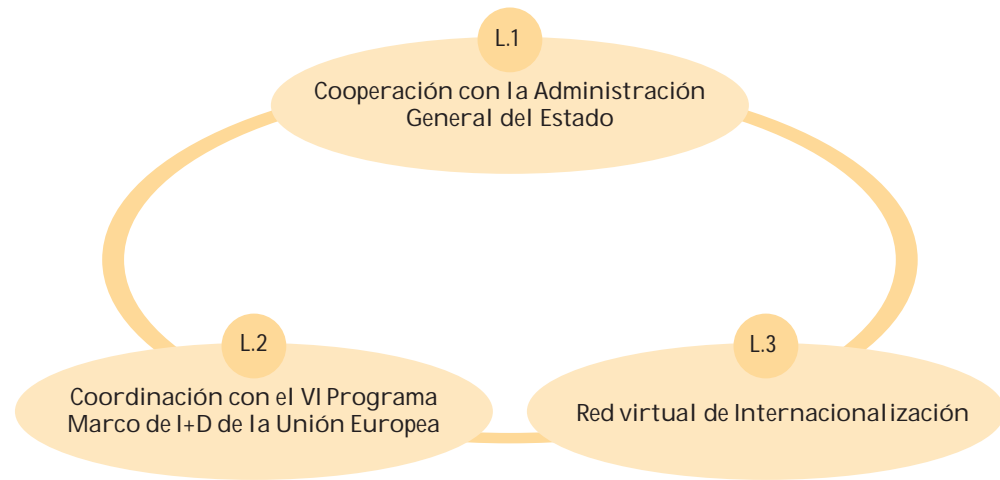 L.1
Cooperación con la Administración
General del Estado
L.2
Coordinación con el VI Programa
Marco de I+D de la Unión Europea
L.3
Red virtual de Internacionalización